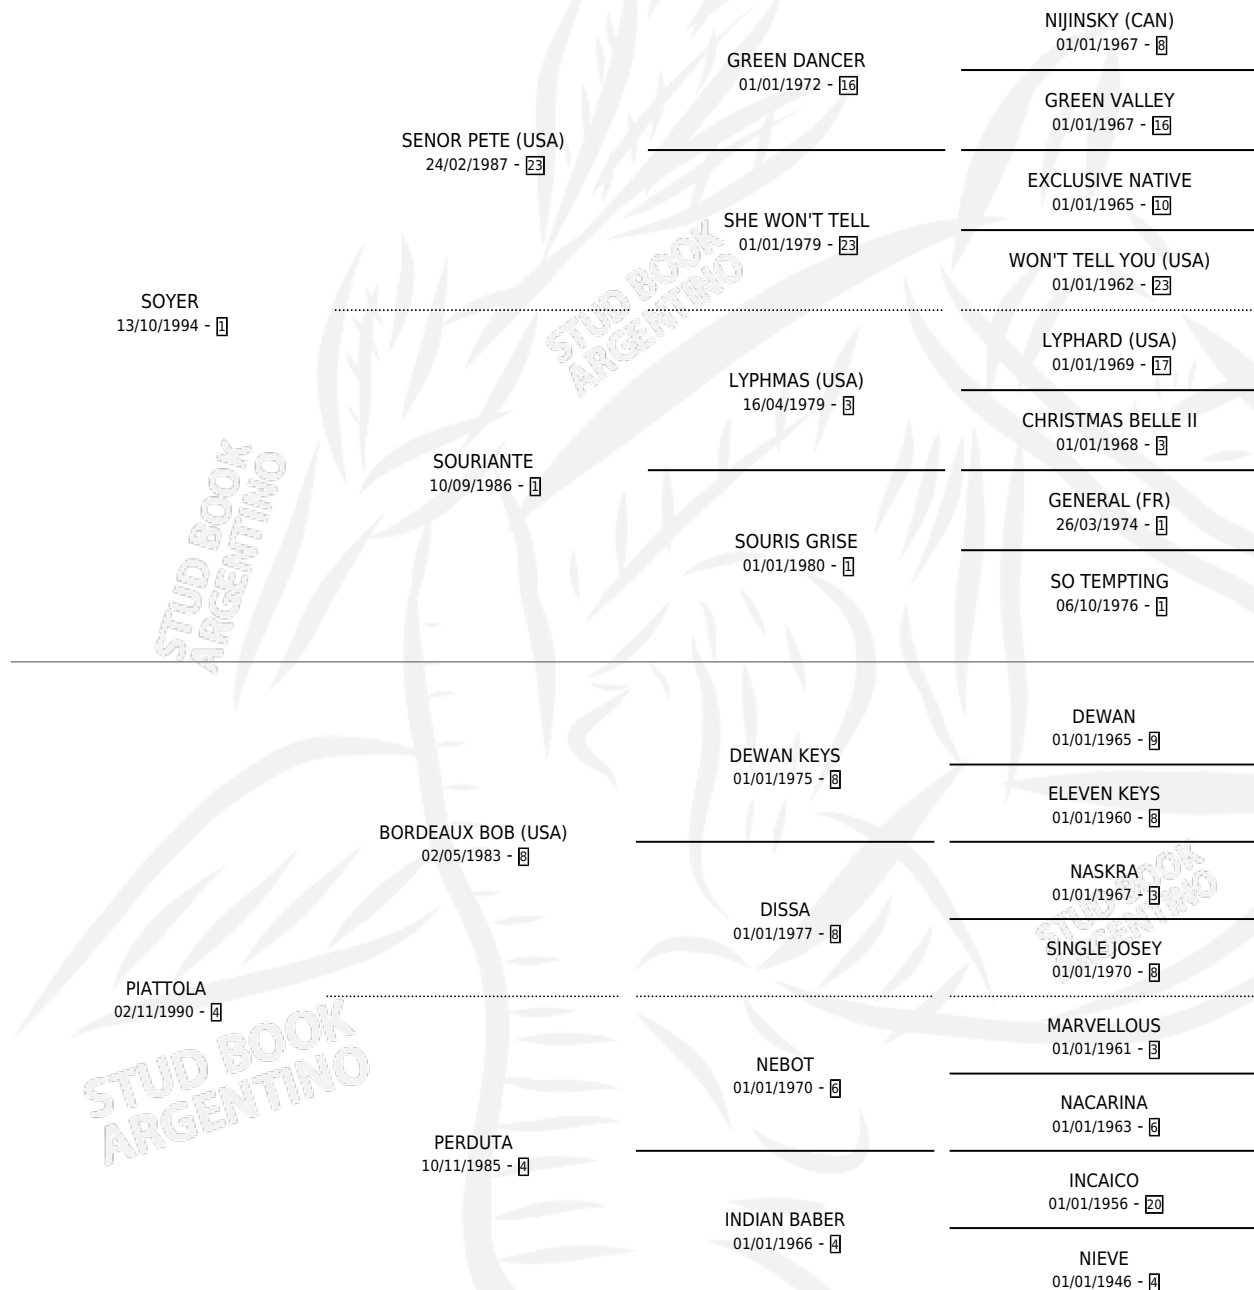 NIJINSKY (CAN)
01/01/1967 - 8
GREEN DANCER
01/01/1972 - 16
GREEN VALLEY
01/01/1967 - 16
SENOR PETE (USA)
24/02/1987 - 23
EXCLUSIVE NATIVE
01/01/1965 - 10
SHE WON'T TELL
01/01/1979 - 23
WON'T TELL YOU (USA)
01/01/1962 - 23
SOYER
13/10/1994 - 1
LYPHARD (USA)
01/01/1969 - 17
LYPHMAS (USA)
16/04/1979 - 3
CHRISTMAS BELLE II
01/01/1968 - 3
SOURIANTE
10/09/1986 - 1
GENERAL (FR)
26/03/1974 - 1
SOURIS GRISE
01/01/1980 - 1
SO TEMPTING
06/10/1976 - 1
DEWAN
01/01/1965 - 9
DEWAN KEYS
01/01/1975 - 8
ELEVEN KEYS
01/01/1960 - 8
BORDEAUX BOB (USA)
02/05/1983 - 8
NASKRA
01/01/1967 - 3
DISSA
01/01/1977 - 8
SINGLE JOSEY
01/01/1970 - 8
PIATTOLA
02/11/1990 - 4
MARVELLOUS
01/01/1961 - 3
NEBOT
01/01/1970 - 6
NACARINA
01/01/1963 - 6
PERDUTA
10/11/1985 - 4
INCAICO
01/01/1956 - 20
INDIAN BABER
01/01/1966 - 4
NIEVE
01/01/1946 - 4
STUD BOOK
ARGENTINO
STUD BOOK
ARGENTINO
STUD BOOK
ARGENTINO
STUD BOOK
ARGENTINO